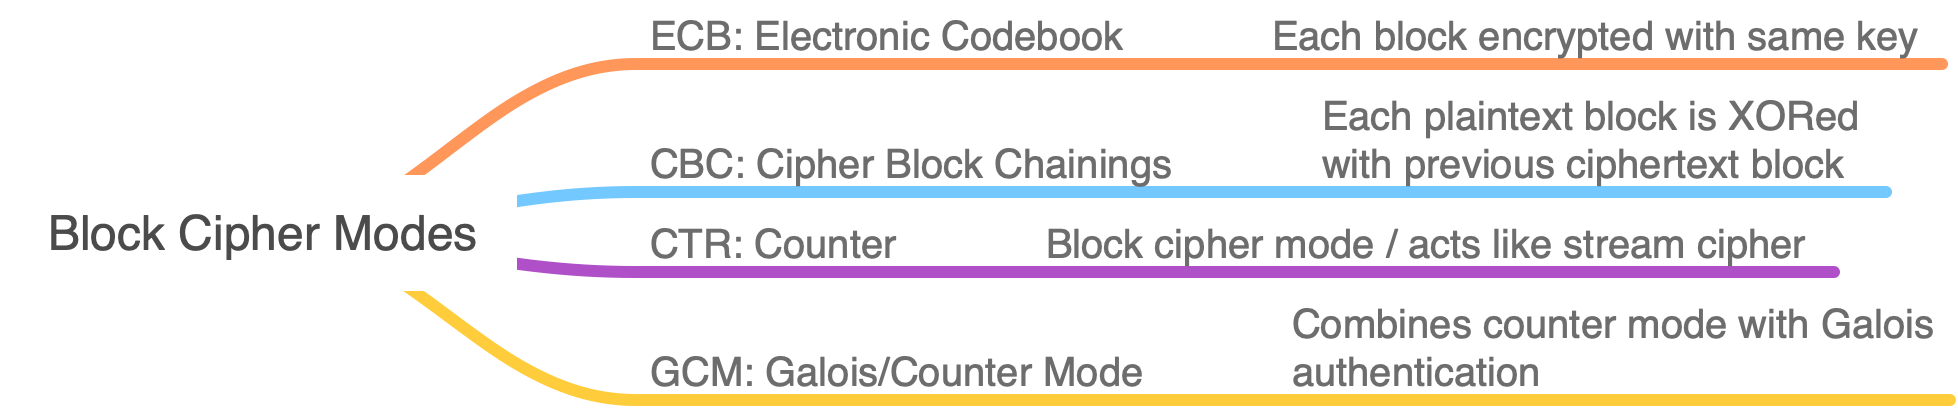 ECB: Electronic Codebook Each block encrypted with same key
Each plaintext block is XORed
CBC: Cipher Block Chainings with previous ciphertext block
Block Cipher Modes
CTR: Counter Block cipher mode / acts like stream cipher
Combines counter mode with Galois
GCM: Galois/Counter Mode authentication